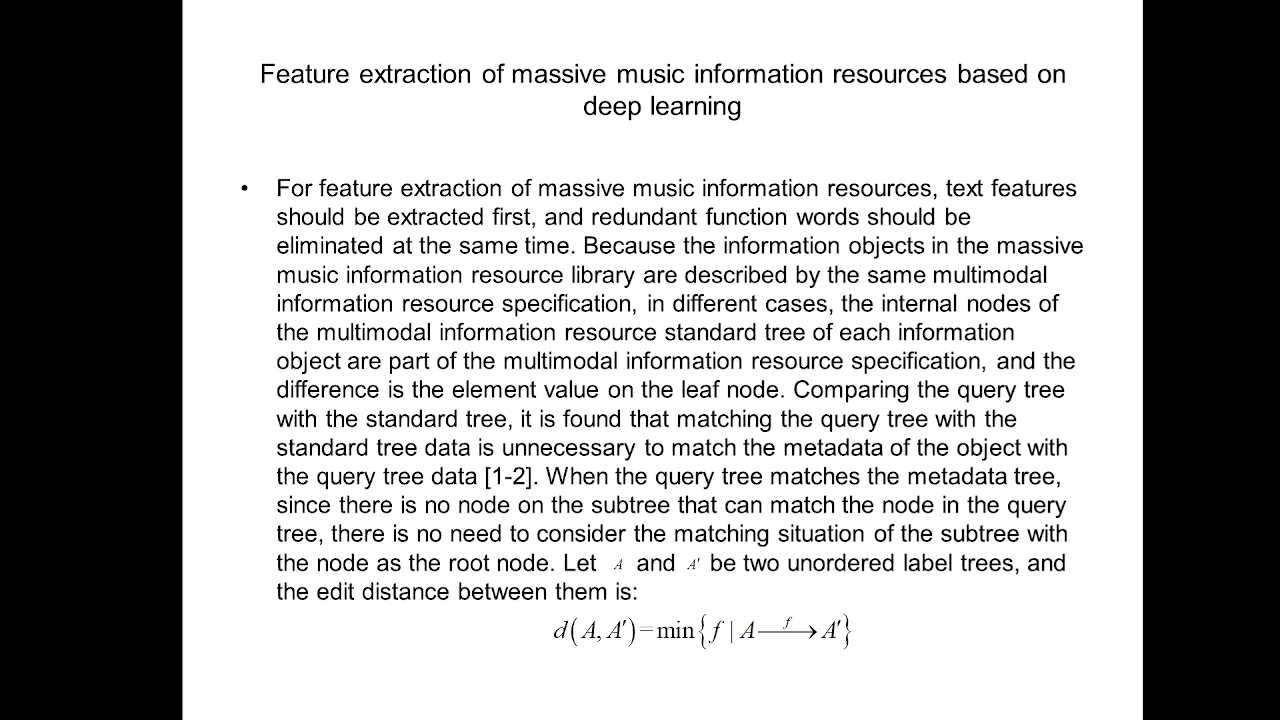 Feature extraction of massive music information resources based on
deep learning
• For feature extraction of massive music information resources, text features
should be extracted first, and redundant function words should be
eliminated at the same time. Because the information objects in the massive
music information resource library are described by the same multimodal
information resource specification, in different cases, the internal nodes of
the multimodal information resource standard tree of each information
object are part of the multimodal information resource specification, and the
difference is the element value on the leaf node. Comparing the query tree
with the standard tree, it is found that matching the query tree with the
standard tree data is unnecessary to match the metadata of the object with
the query tree data [1-2]. When the query tree matches the metadata tree,
since there is no node on the subtree that can match the node in the query
tree, there is no need to consider the matching situation of the subtree with
the node as the root node. Let A and A′ be two unordered label trees, and
the edit distance between them is:
d(A, A′)=min{f | A —f→ A′}